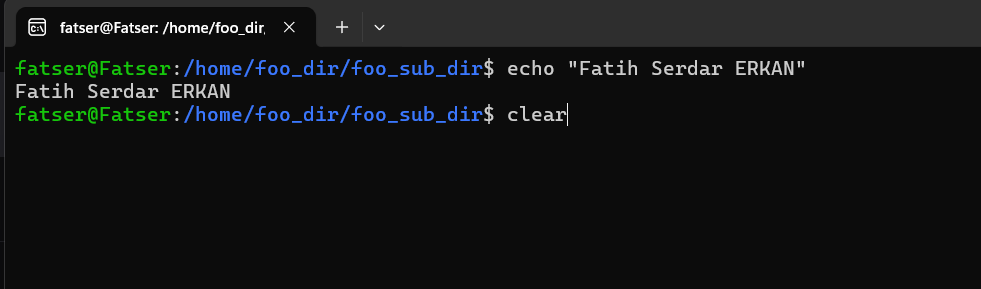 fatser@Fatser: /home/foo_dir
fatser@Fatser:/home/foo_dir/foo_sub_dir$ echo "Fatih Serdar ERKAN"
Fatih Serdar ERKAN
fatser@Fatser:/home/foo_dir/foo_sub_dir$ clear